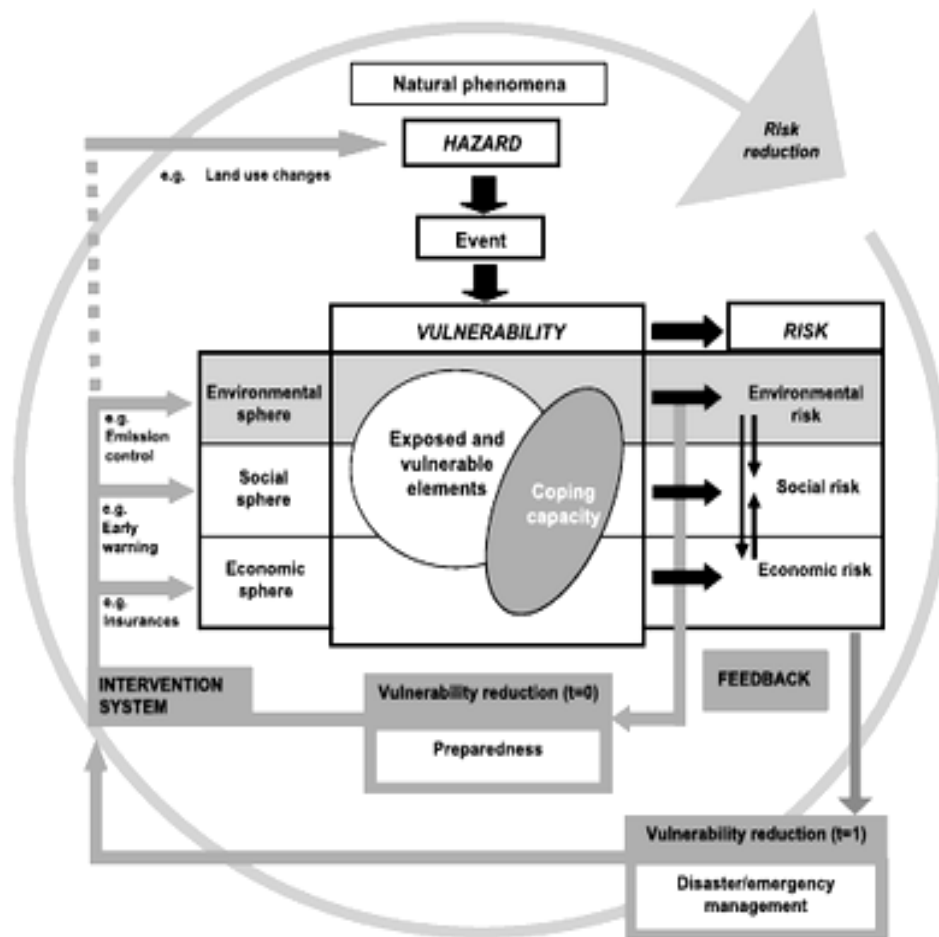 Natural phenomena
Risk
reduction
HAZARD
e.g. Land use changes
Event
VULNERABILITY
RISK
Environmental
sphere
Environmental
risk
e.g.
Emission
control
Exposed and
vulnerable
elements
Social
sphere
Coping
capacity
Social risk
e.g.
Early
warning
Economic
sphere
Economic risk
e.g.
Insurances
INTERVENTION
SYSTEM
Vulnerability reduction (t=0)
FEEDBACK
Preparedness
Vulnerability reduction (t=1)
Disaster/emergency
management